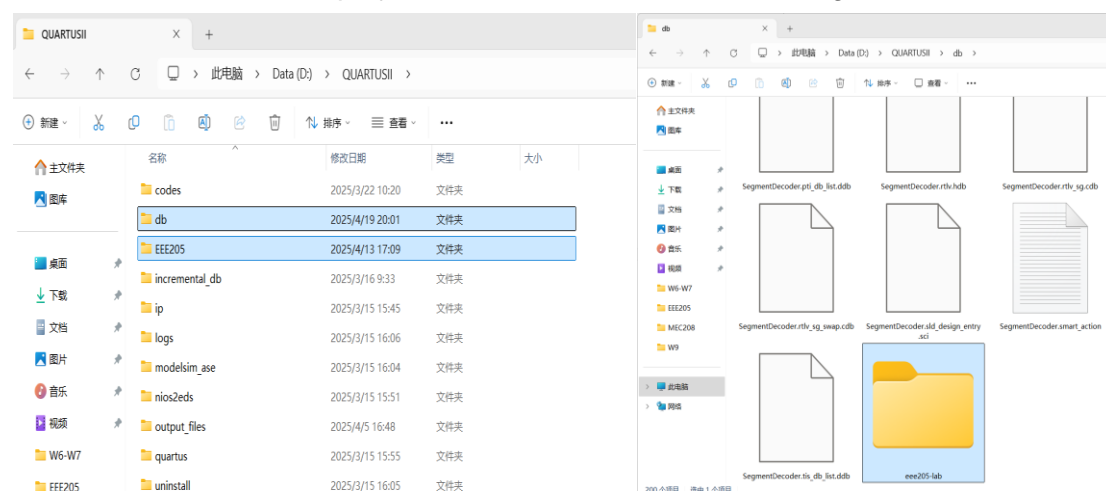 QUARTUSII
此电脑 > Data (D:) > QUARTUSII >
新建 排序 查看 •••
主文件夹
图库
桌面
下载
文档
图片
音乐
视频
W6-W7
EEE205
名称 修改日期 类型 大小
codes 2025/3/22 10:20 文件夹
db 2025/4/19 20:01 文件夹
EEE205 2025/4/13 17:09 文件夹
incremental_db 2025/3/16 9:33 文件夹
ip 2025/3/15 15:45 文件夹
logs 2025/3/15 16:06 文件夹
modelsim_ase 2025/3/15 16:04 文件夹
nios2eds 2025/3/15 15:51 文件夹
output_files 2025/4/5 16:48 文件夹
quartus 2025/3/15 15:55 文件夹
uninstall 2025/3/15 16:05 文件夹
db
此电脑 > Data (D:) > QUARTUSII > db >
新建 排序 查看 •••
主文件夹
图库
桌面
下载
文档
图片
音乐
视频
W6-W7
EEE205
MEC208
W9
此电脑
网络
SegmentDecoder.pti_db_list.ddb
SegmentDecoder.rtlv.hdb
SegmentDecoder.rtlv_sg.cdb
SegmentDecoder.rtlv_sg_swap.cdb
SegmentDecoder.sld_design_entry
.sci
SegmentDecoder.smart_action
SegmentDecoder.tis_db_list.ddb
eee205-lab
200 个项目 选中 1 个项目